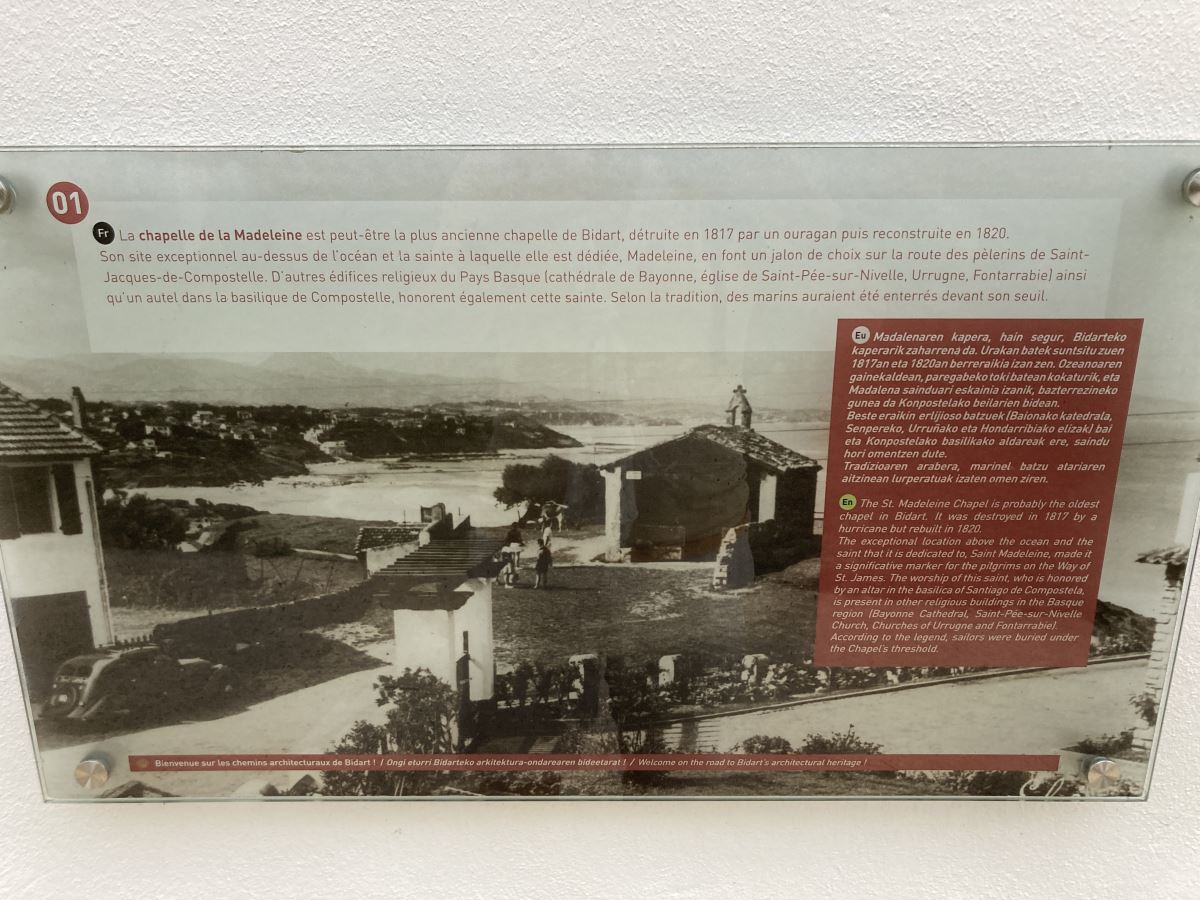 01
Fr La chapelle de la Madeleine est peut-être la plus ancienne chapelle de Bidart, détruite en 1817 par un ouragan puis reconstruite en 1820.
Son site exceptionnel au-dessus de l'océan et la sainte à laquelle elle est dédiée, Madeleine, en font un jalon de choix sur la route des pèlerins de Saint-
Jacques-de-Compostelle. D'autres édifices religieux du Pays Basque (cathédrale de Bayonne, église de Saint-Pée-sur-Nivelle, Urrugne, Fontarrabie) ainsi
qu'un autel dans la basilique de Compostelle, honorent également cette sainte. Selon la tradition, des marins auraient été enterrés devant son seuil.
Eu Madalenaren kapera, hain segur, Bidarteko
kaperarik zaharrena da. Urakan batek suntsitu zuen
1817an eta 1820an berreraikia izan zen. Ozeanoaren
gainekaldean, paregabeko toki batean kokaturik, eta
Madalena sainduari eskainia izanik, bazterrezineko
gunea da Konpostelako beilarien bidean.
Beste eraikin erlijioso batzuek (Baionako katedrala,
Senpereko, Urruñako eta Hondarribiako elizak) bai
eta Konpostelako basilikako aldareak ere, saindu
hori omentzen dute.
Tradizioaren arabera, marinel batzu atariaren
aitzinean lurperatuak izaten omen ziren.
En The St. Madeleine Chapel is probably the oldest
chapel in Bidart. It was destroyed in 1817 by a
hurricane but rebuilt in 1820.
The exceptional location above the ocean and the
saint that it is dedicated to, Saint Madeleine, made it
a significative marker for the pilgrims on the Way of
St. James. The worship of this saint, who is honored
by an altar in the basilica of Santiago de Compostela,
is present in other religious buildings in the Basque
region (Bayonne Cathedral, Saint-Pée-sur-Nivelle
Church, Churches of Urrugne and Fontarrabie).
According to the legend, sailors were buried under
the Chapel's threshold.
Bienvenue sur les chemins architecturaux de Bidart ! / Ongi etorri Bidarteko arkitektura-ondarearen bideetarat ! / Welcome on the road to Bidart's architectural heritage !